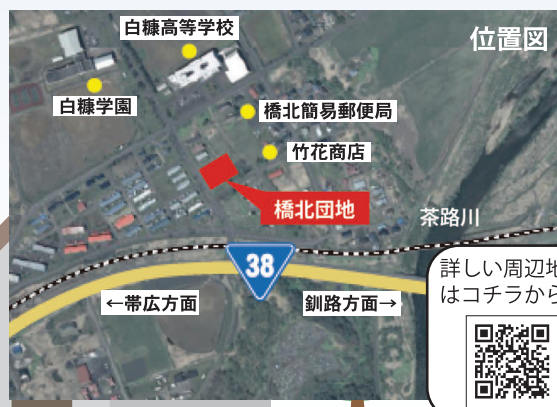 位置図
白糠高等学校
白糠学園
橋北簡易郵便局
竹花商店
橋北団地
茶路川
38
←帯広方面
釧路方面→
詳しい周辺地
はコチラから